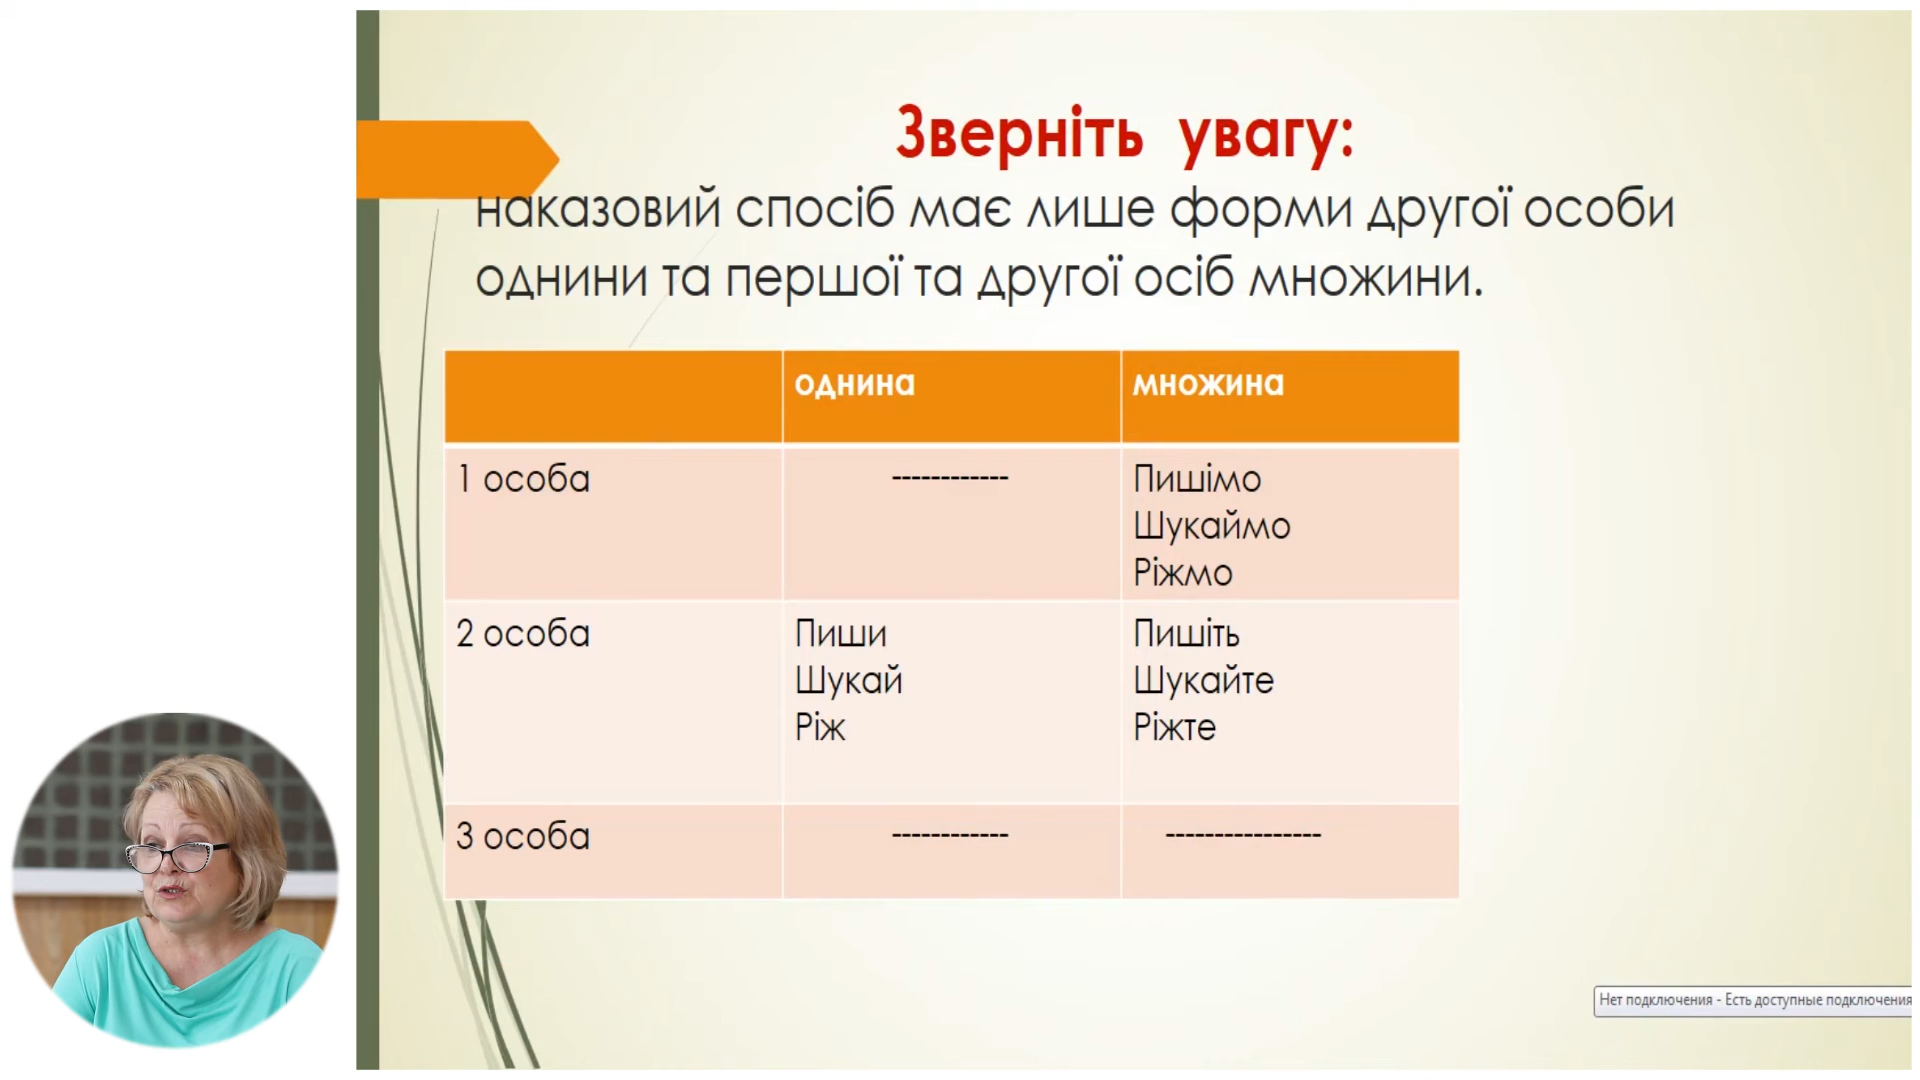 Зверніть увагу:
наказовий спосіб має лише форми другої особи
однини та першої та другої осіб множини.
однина множина
1 особа ------------ Пишімо
Шукаймо
Ріжмо
2 особа Пиши Пишіть
Шукай Шукайте
Ріж Ріжте
3 особа ------------ ----------------
Нет подключения - Есть доступные подключения